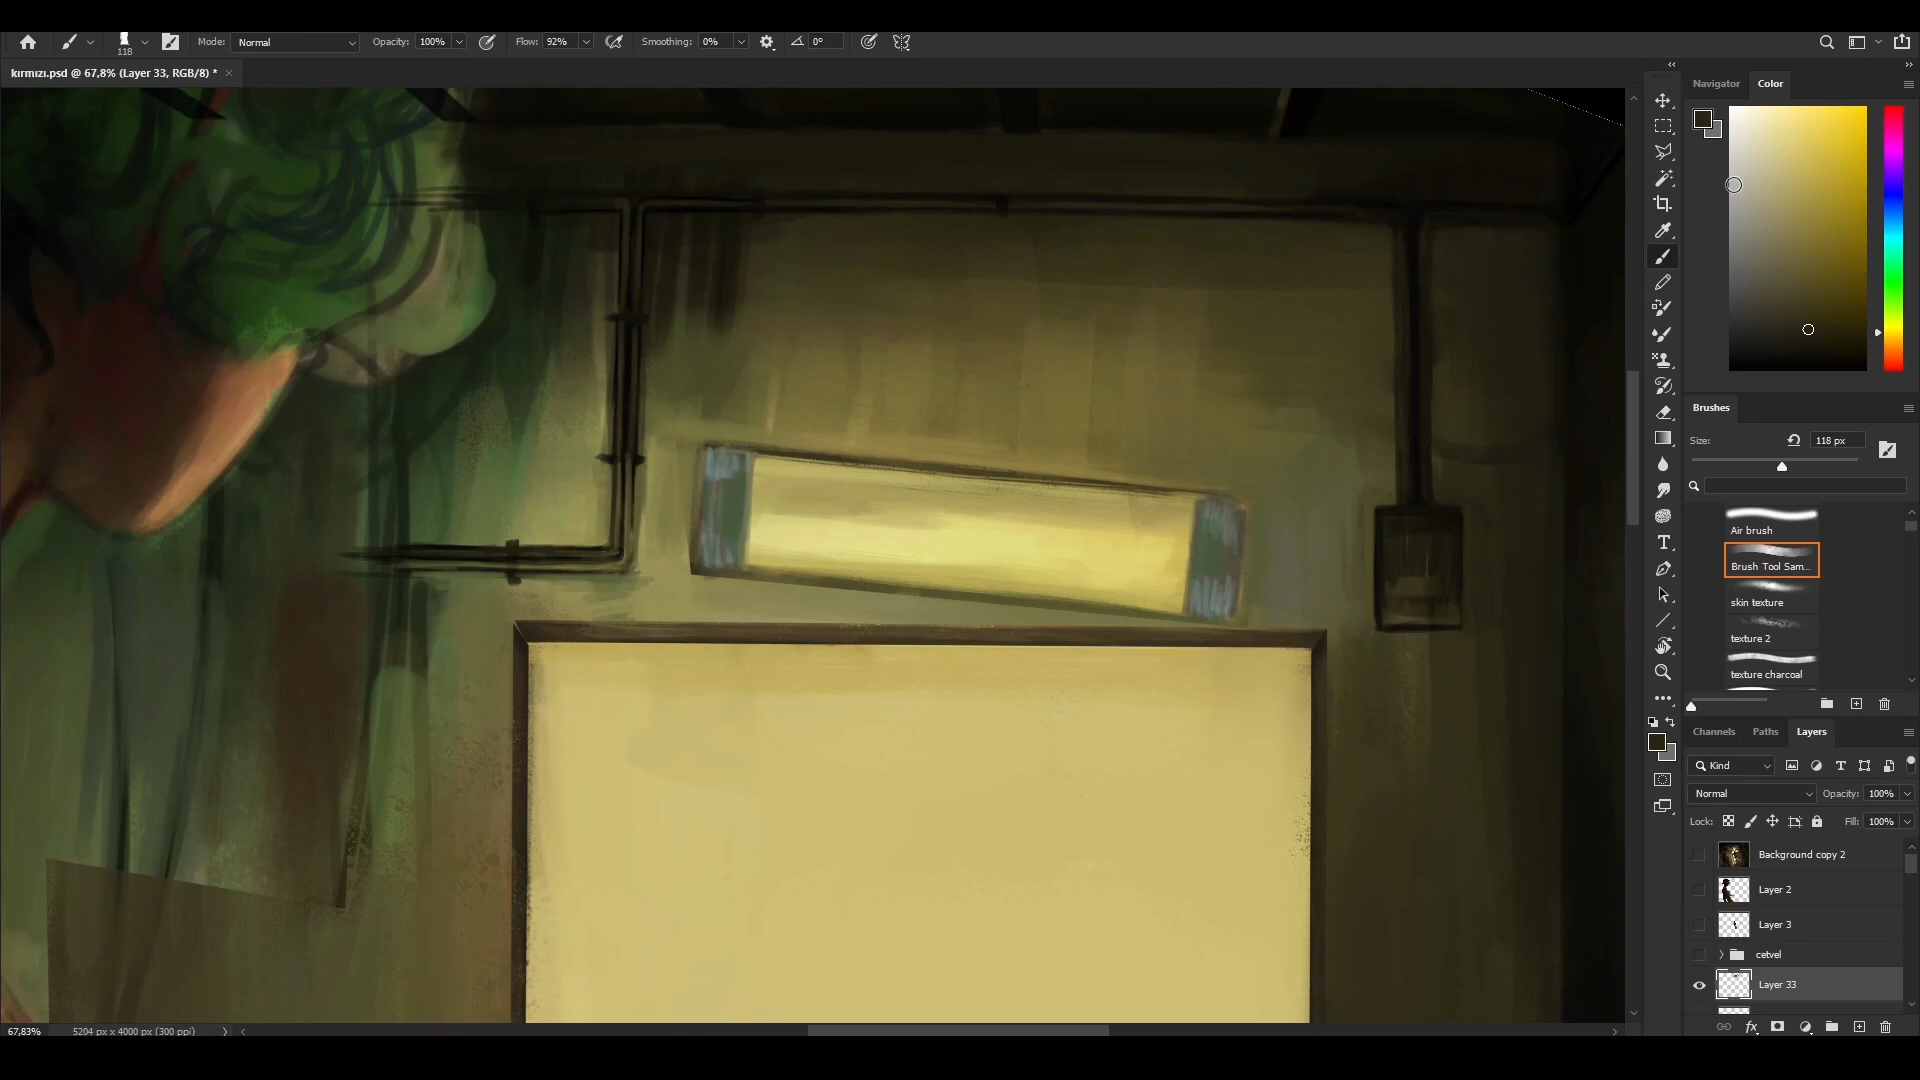 118
Mode: Normal
Opacity: 100%
Flow: 92%
Smoothing: 0%
0°
kırmızı.psd @ 67,8% (Layer 33, RGB/8) *
Navigator
Color
Brushes
Size:
118 px
Air brush
Brush Tool Sam...
skin texture
texture 2
texture charcoal
Channels
Paths
Layers
Kind
Normal
Opacity: 100%
Lock:
Fill: 100%
Background copy 2
Layer 2
Layer 3
cetvel
Layer 33
67,83%
5204 px x 4000 px (300 ppi)